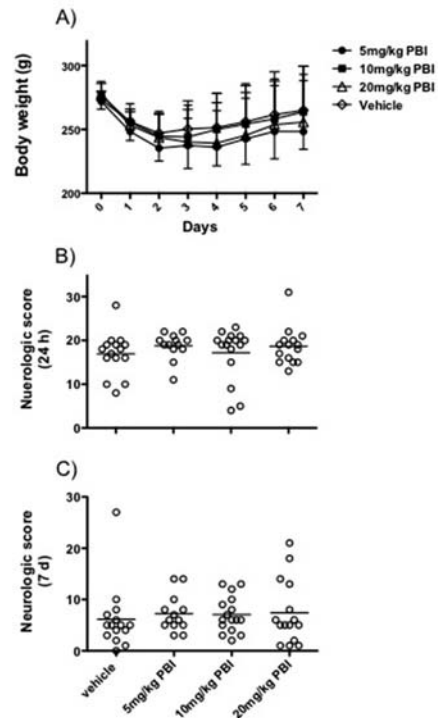 A)
Body weight (g)
300
250
200
0 1 2 3 4 5 6 7
Days
5mg/kg PBI
10mg/kg PBI
20mg/kg PBI
Vehicle
B)
Nuerologic score
(24 h)
30
20
10
0
C)
Neurologic score
(7 d)
30
20
10
0
vehicle
5mg/kg PBI
10mg/kg PBI
20mg/kg PBI